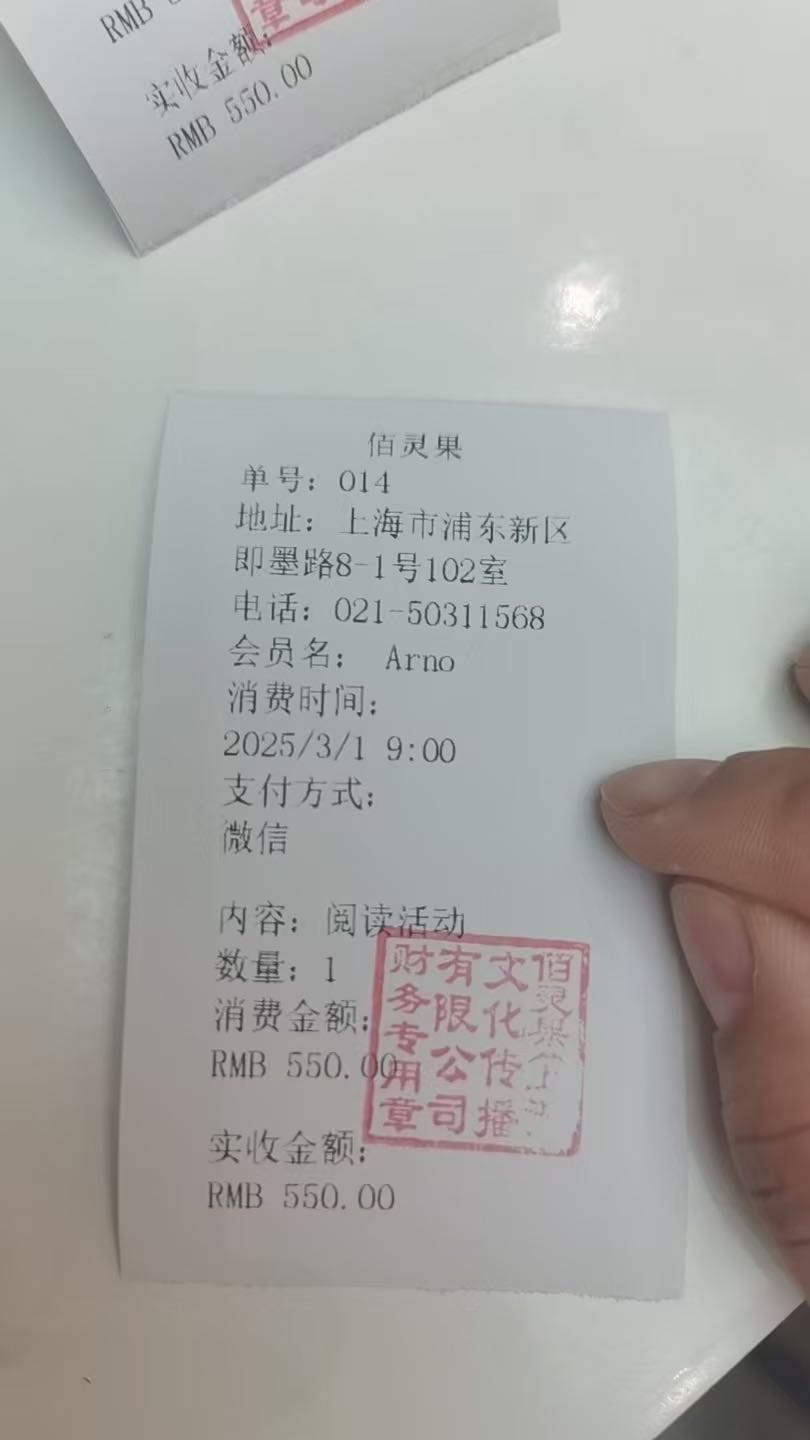 RMB
实收金额:
RMB 550.00
佰灵果
单号: 014
地址: 上海市浦东新区
即墨路8-1号102室
电话: 021-50311568
会员名: Arno
消费时间:
2025/3/1 9:00
支付方式:
微信
内容: 阅读活动
数量: 1
消费金额:
RMB 550.00
实收金额:
RMB 550.00
佰灵果
文化传播
有限公司
财务专用章